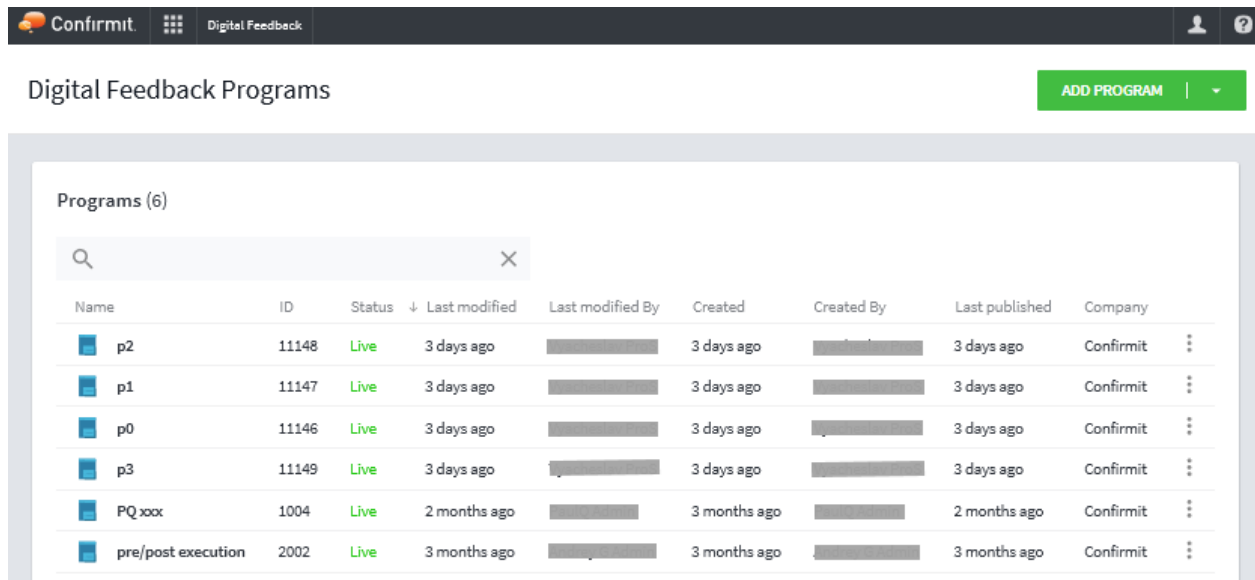 Confirmit. Digital Feedback
Digital Feedback Programs
ADD PROGRAM
Programs (6)
Name ID Status ↓ Last modified Last modified By Created Created By Last published Company
p2 11148 Live 3 days ago 3 days ago 3 days ago Confirmit
p1 11147 Live 3 days ago 3 days ago 3 days ago Confirmit
p0 11146 Live 3 days ago 3 days ago 3 days ago Confirmit
p3 11149 Live 3 days ago 3 days ago 3 days ago Confirmit
PQ xxx 1004 Live 2 months ago 3 months ago 2 months ago Confirmit
pre/post execution 2002 Live 3 months ago 3 months ago 3 months ago Confirmit